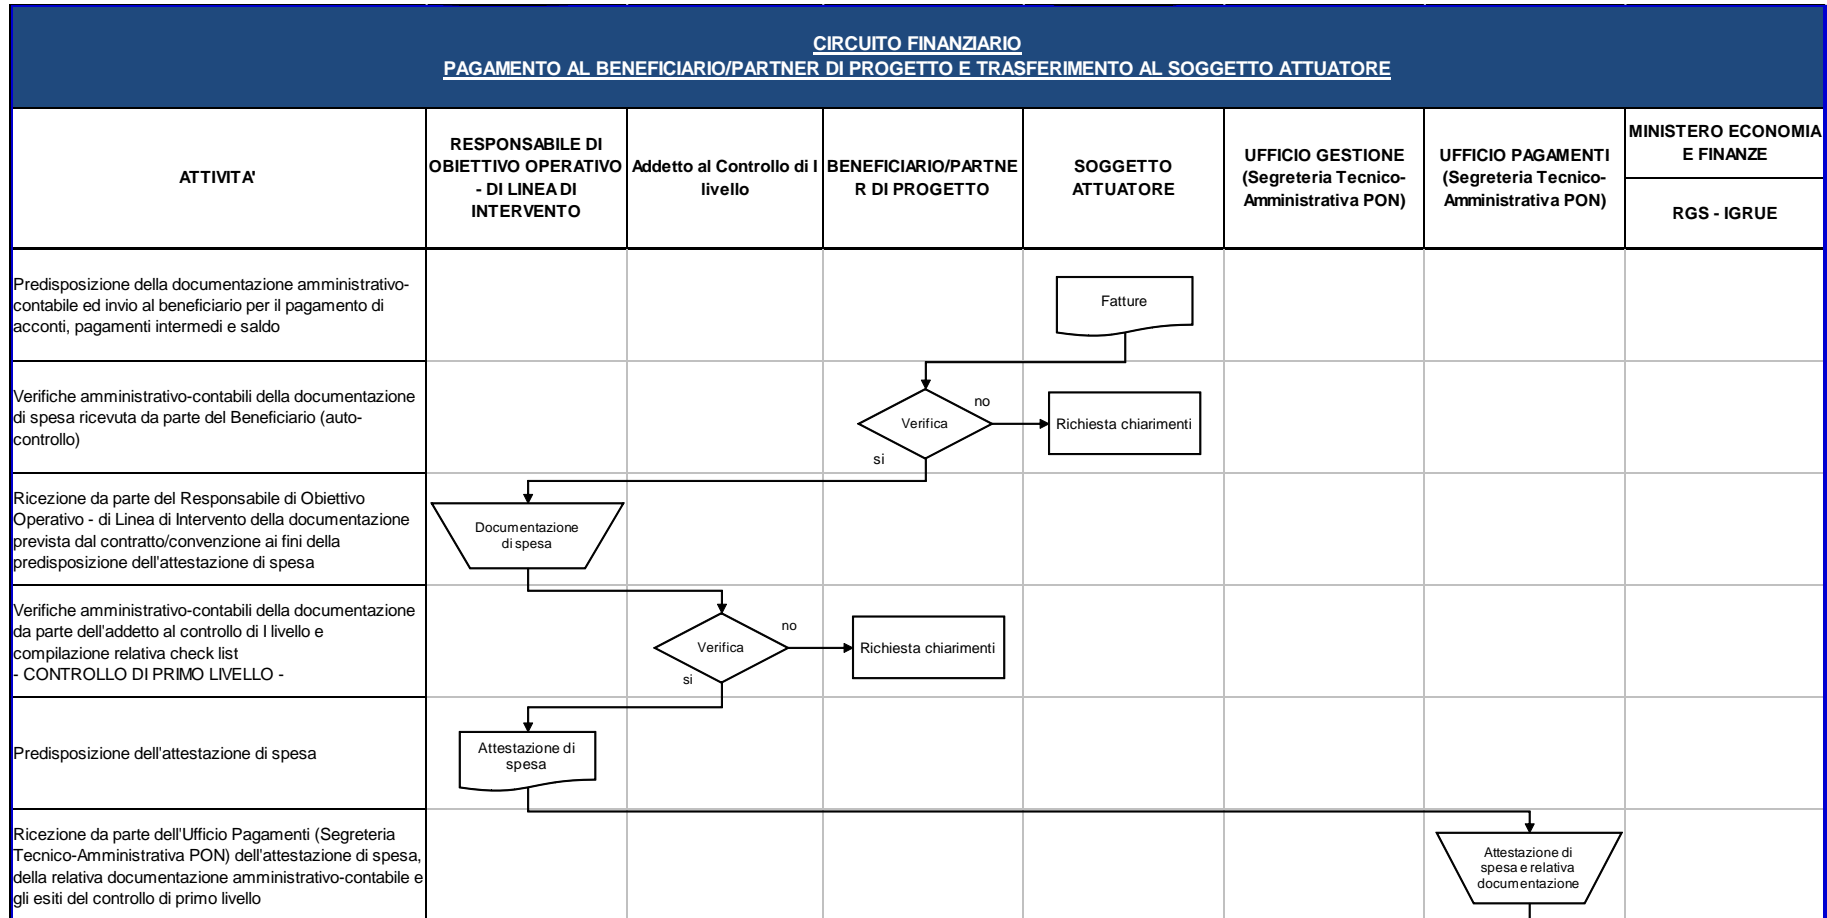 CIRCUITO FINANZIARIO
PAGAMENTO AL BENEFICIARIO/PARTNER DI PROGETTO E TRASFERIMENTO AL SOGGETTO ATTUATORE
ATTIVITA'
RESPONSABILE DI
OBIETTIVO OPERATIVO
- DI LINEA DI
INTERVENTO
Addetto al Controllo di I
livello
BENEFICIARIO/PARTNE
R DI PROGETTO
SOGGETTO
ATTUATORE
UFFICIO GESTIONE
(Segreteria Tecnico-
Amministrativa PON)
UFFICIO PAGAMENTI
(Segreteria Tecnico-
Amministrativa PON)
MINISTERO ECONOMIA
E FINANZE
RGS - IGRUE
Predisposizione della documentazione amministrativo-
contabile ed invio al beneficiario per il pagamento di
acconti, pagamenti intermedi e saldo
Fatture
Verifiche amministrativo-contabili della documentazione
di spesa ricevuta da parte del Beneficiario (auto-
controllo)
Verifica
no
Richiesta chiarimenti
si
Ricezione da parte del Responsabile di Obiettivo
Operativo - di Linea di Intervento della documentazione
prevista dal contratto/convenzione ai fini della
predisposizione dell'attestazione di spesa
Documentazione
di spesa
Verifiche amministrativo-contabili della documentazione
da parte dell'addetto al controllo di I livello e
compilazione relativa check list
- CONTROLLO DI PRIMO LIVELLO -
Verifica
no
Richiesta chiarimenti
si
Predisposizione dell'attestazione di spesa
Attestazione di
spesa
Ricezione da parte dell'Ufficio Pagamenti (Segreteria
Tecnico-Amministrativa PON) dell'attestazione di spesa,
della relativa documentazione amministrativo-contabile e
gli esiti del controllo di primo livello
Attestazione di
spesa e relativa
documentazione